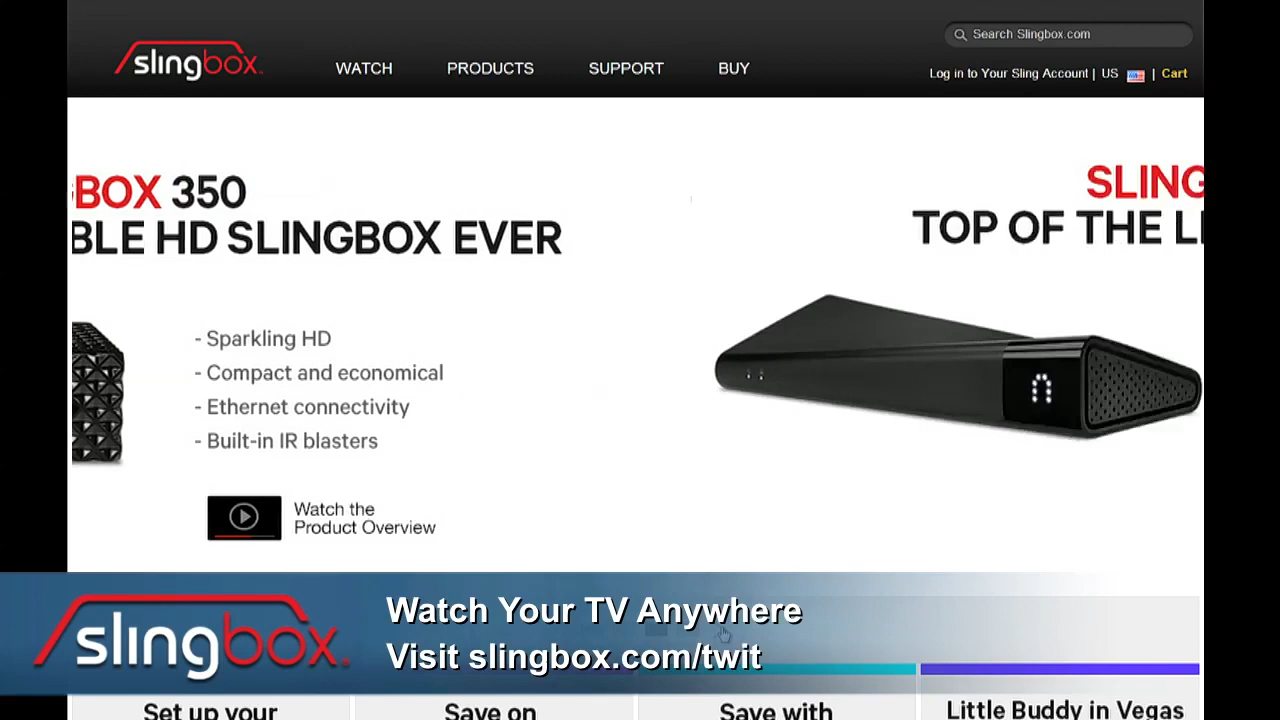 slingbox
WATCH
PRODUCTS
SUPPORT
BUY
Search Slingbox.com
Log in to Your Sling Account | US | Cart
GBOX 350
BLE HD SLINGBOX EVER
- Sparkling HD
- Compact and economical
- Ethernet connectivity
- Built-in IR blasters
Watch the
Product Overview
SLING
TOP OF THE LI
slingbox
Watch Your TV Anywhere
Visit slingbox.com/twit
Set up your
Save on
Save with
Little Buddy in Vegas